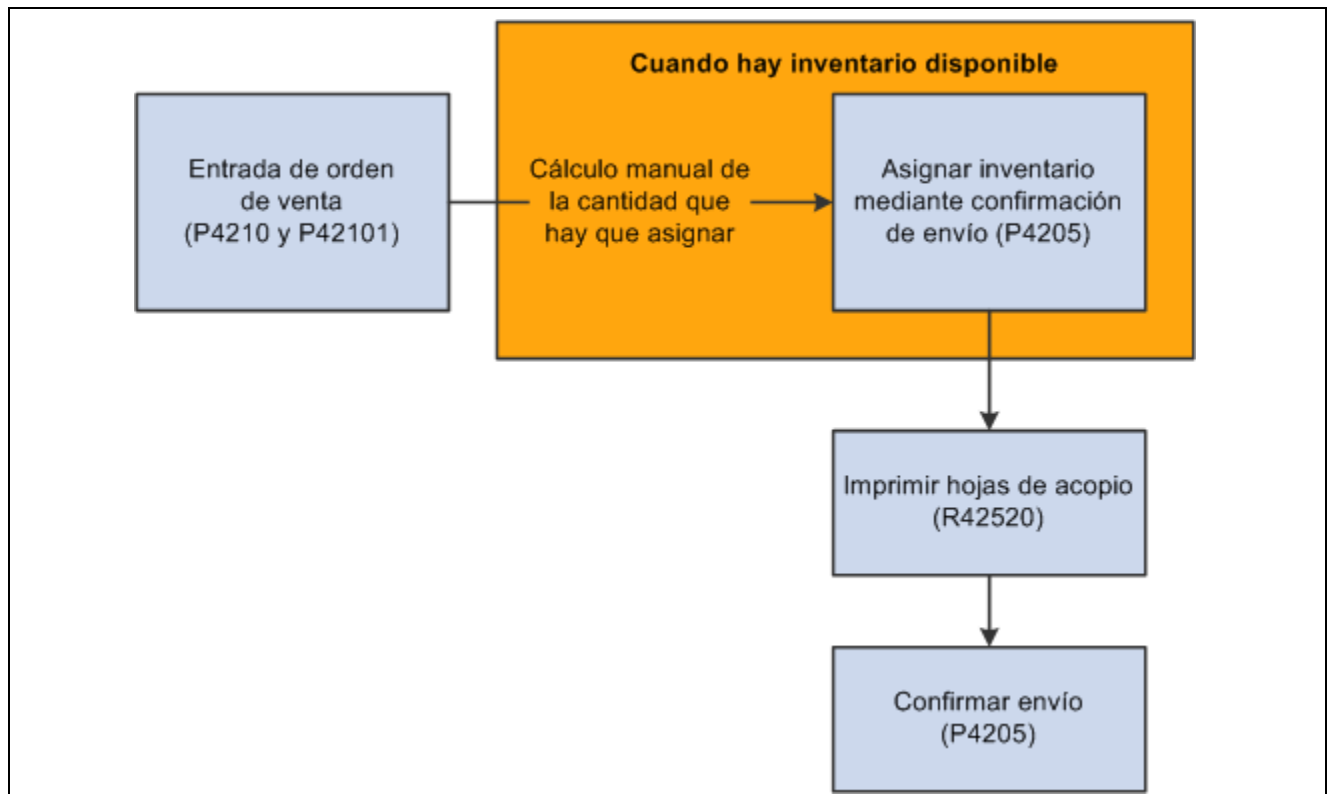 Cuando hay inventario disponible
Entrada de orden
de venta
(P4210 y P42101)
Cálculo manual de
la cantidad que
hay que asignar
Asignar inventario
mediante confirmación
de envío (P4205)
Imprimir hojas de acopio
(R42520)
Confirmar envío
(P4205)